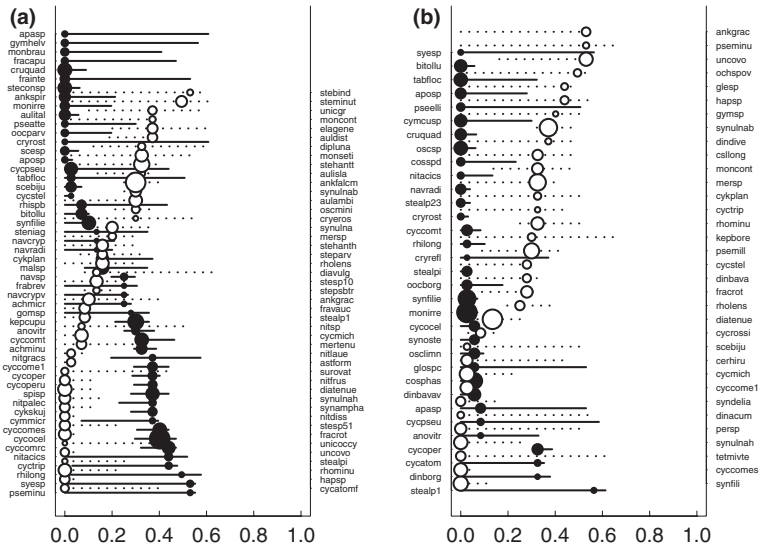 (a)
apasp
gymhelv
monbrau
fracapu
cruquad
frainte
steconsp
ankspir
monirre
aulital
pseatte
oocparv
cryrost
scesp
aposp
cycpseu
tabfloc
scebiju
cycstel
rhispb
bitollu
synfilie
steniag
navcryp
navradi
cykplan
malsp
navsp
frabrev
navcrypv
achmicr
gomsp
kepcupu
anovitr
cyccomt
achminu
nitgracs
cyccome1
cycoper
cycoperu
spisp
nitpalec
cykskuj
cymmicr
cyccomes
cycocel
cyccomrc
nitacics
cyctrip
rhilong
syesp
pseminu
stebind
steminut
unicgr
moncont
elagene
auldist
dipluna
monseti
stehantt
aulisla
ankfalcm
synulnab
aulambi
oscmini
cryeros
synulna
mersp
stehanth
steparv
rholens
diavulg
stesp10
stepsbtr
ankgrac
fravauc
stealp1
nitsp
cycmich
mertenu
nitlaue
astform
surovat
nitfrus
diatenue
synulnah
synampha
nitdiss
stesp51
fracrot
unicoccy
uncovo
stealpi
rhominu
hapsp
cycatomf
0.0 0.2 0.4 0.6 0.8 1.0
(b)
syesp
bitollu
tabfloc
aposp
pseelli
cymcusp
cruquad
oscsp
cosspd
nitacics
navradi
stealp23
cryrost
cyccomt
rhilong
cryrefl
stealpi
oocborg
synfilie
monirre
cycocel
synoste
osclimn
glospc
cosphas
dinbavav
apasp
cycpseu
anovitr
cycoper
cycatom
dinborg
stealp1
ankgrac
pseminu
uncovo
ochspov
glesp
hapsp
gymsp
synulnab
dindive
csllong
moncont
mersp
cykplan
cyctrip
rhominu
kepbore
psemill
cycstel
dinbava
fracrot
rholens
diatenue
cycrossi
scebiju
cerhiru
cycmich
cyccome1
syndelia
dinacum
persp
synulnah
tetmivte
cyccomes
synfili
0.0 0.2 0.4 0.6 0.8 1.0